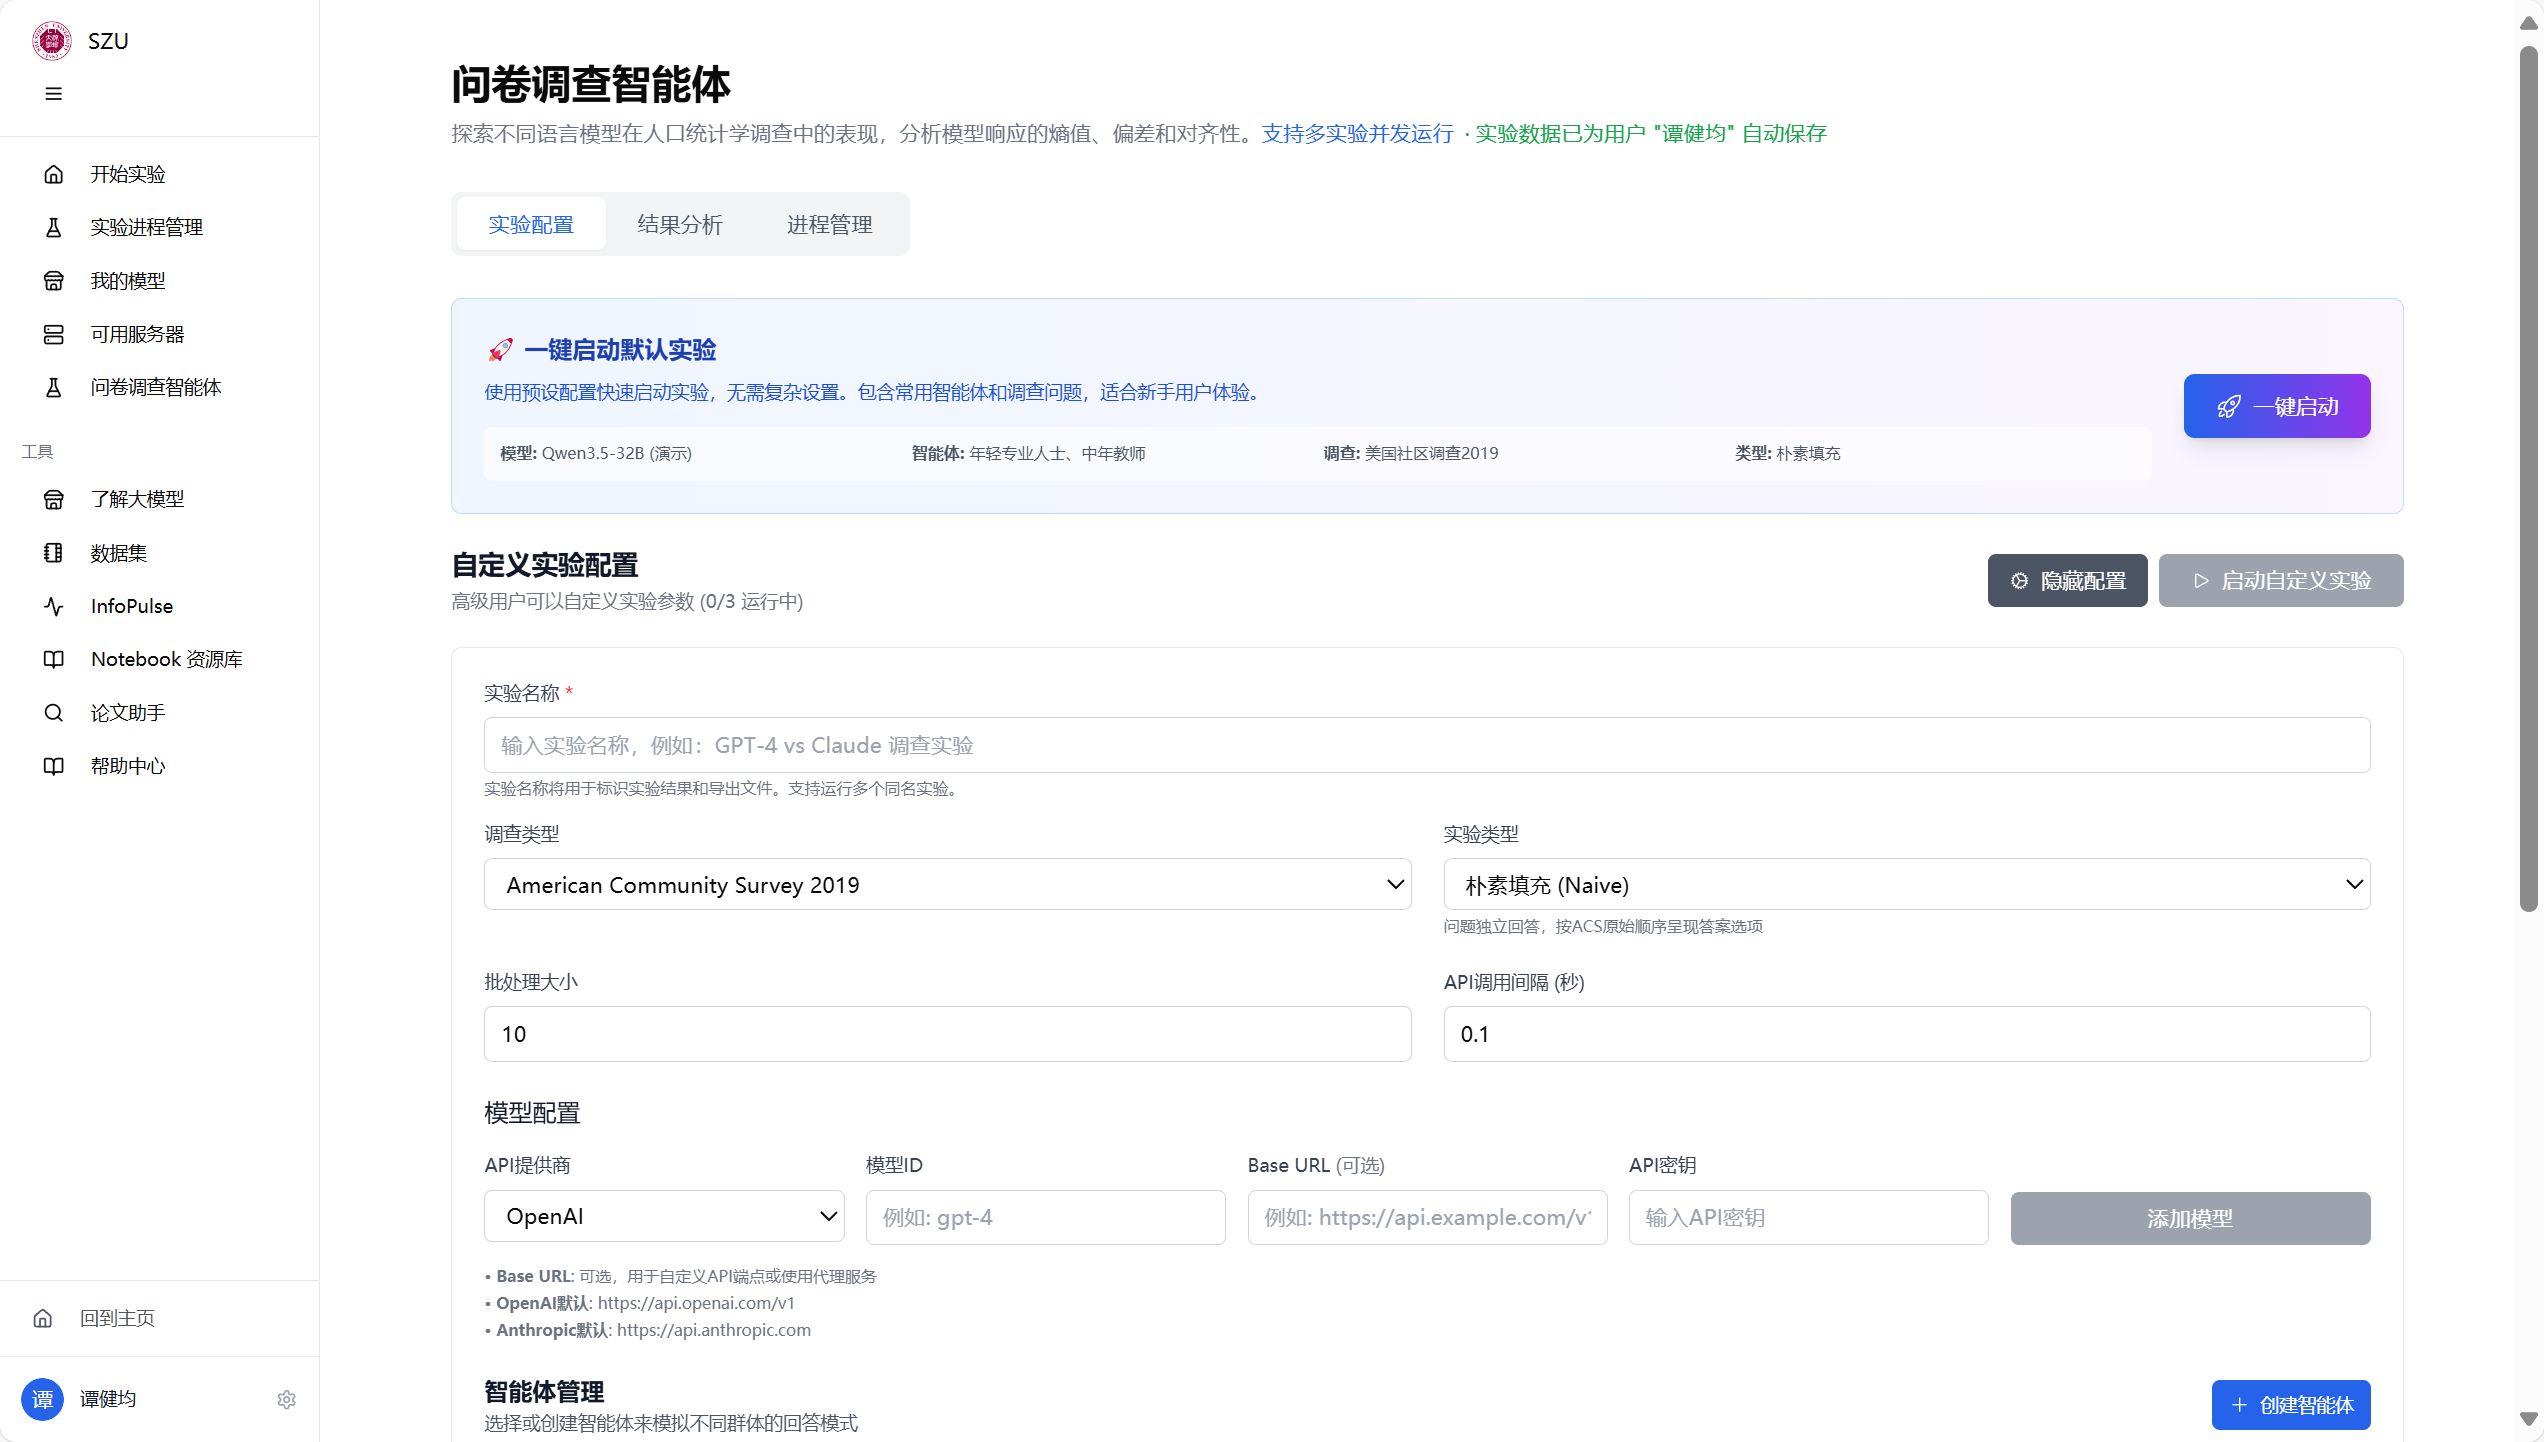 SZU
开始实验
实验进程管理
我的模型
可用服务器
问卷调查智能体
工具
了解大模型
数据集
InfoPulse
Notebook 资源库
论文助手
帮助中心
回到主页
谭 谭健均
问卷调查智能体
探索不同语言模型在人口统计学调查中的表现，分析模型响应的熵值、偏差和对齐性。支持多实验并发运行 · 实验数据已为用户 "谭健均" 自动保存
实验配置 结果分析 进程管理
🚀 一键启动默认实验
使用预设配置快速启动实验，无需复杂设置。包含常用智能体和调查问题，适合新手用户体验。
模型: Qwen3.5-32B (演示) 智能体: 年轻专业人士、中年教师 调查: 美国社区调查2019 类型: 朴素填充
一键启动
自定义实验配置
高级用户可以自定义实验参数 (0/3 运行中)
隐藏配置 启动自定义实验
实验名称 *
输入实验名称，例如：GPT-4 vs Claude 调查实验
实验名称将用于标识实验结果和导出文件。支持运行多个同名实验。
调查类型 实验类型
American Community Survey 2019 朴素填充 (Naive)
问题独立回答，按ACS原始顺序呈现答案选项
批处理大小 API调用间隔 (秒)
10 0.1
模型配置
API提供商 模型ID Base URL (可选) API密钥
OpenAI 例如: gpt-4 例如: https://api.example.com/v 输入API密钥 添加模型
• Base URL: 可选，用于自定义API端点或使用代理服务
• OpenAI默认: https://api.openai.com/v1
• Anthropic默认: https://api.anthropic.com
智能体管理
选择或创建智能体来模拟不同群体的回答模式
+ 创建智能体